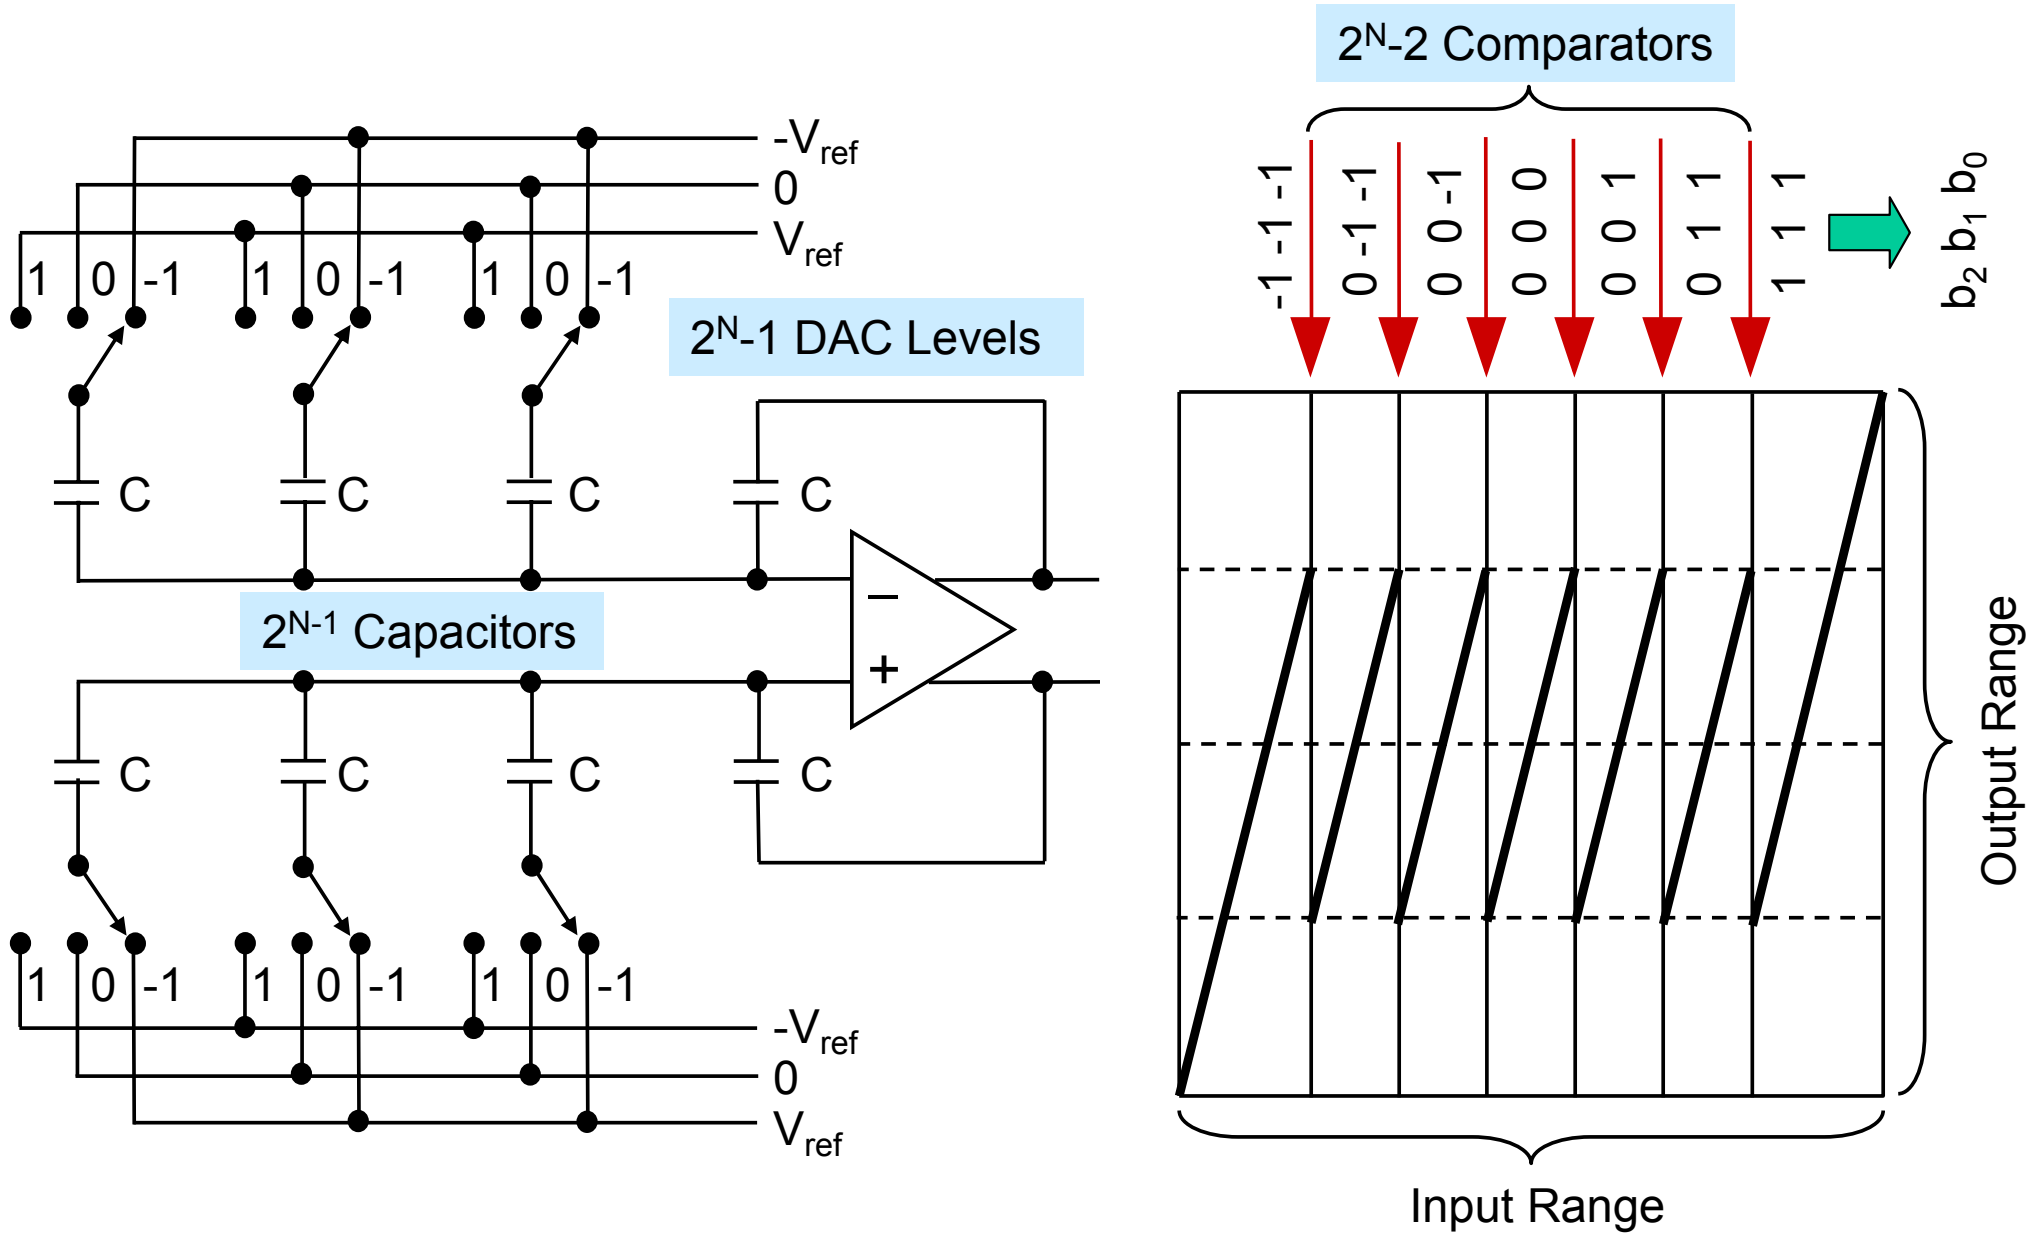 -Vref
0
Vref
1 0 -1 1 0 -1 1 0 -1
2N-1 DAC Levels
C C C C
−
2N-1 Capacitors
+
C C C C
1 0 -1 1 0 -1 1 0 -1
-Vref
0
Vref
2N-2 Comparators
-1 -1 -1
0 -1 -1
0 0 -1
0 0 0
0 0 1
0 1 1
1 1 1
b2 b1 b0
Output Range
Input Range